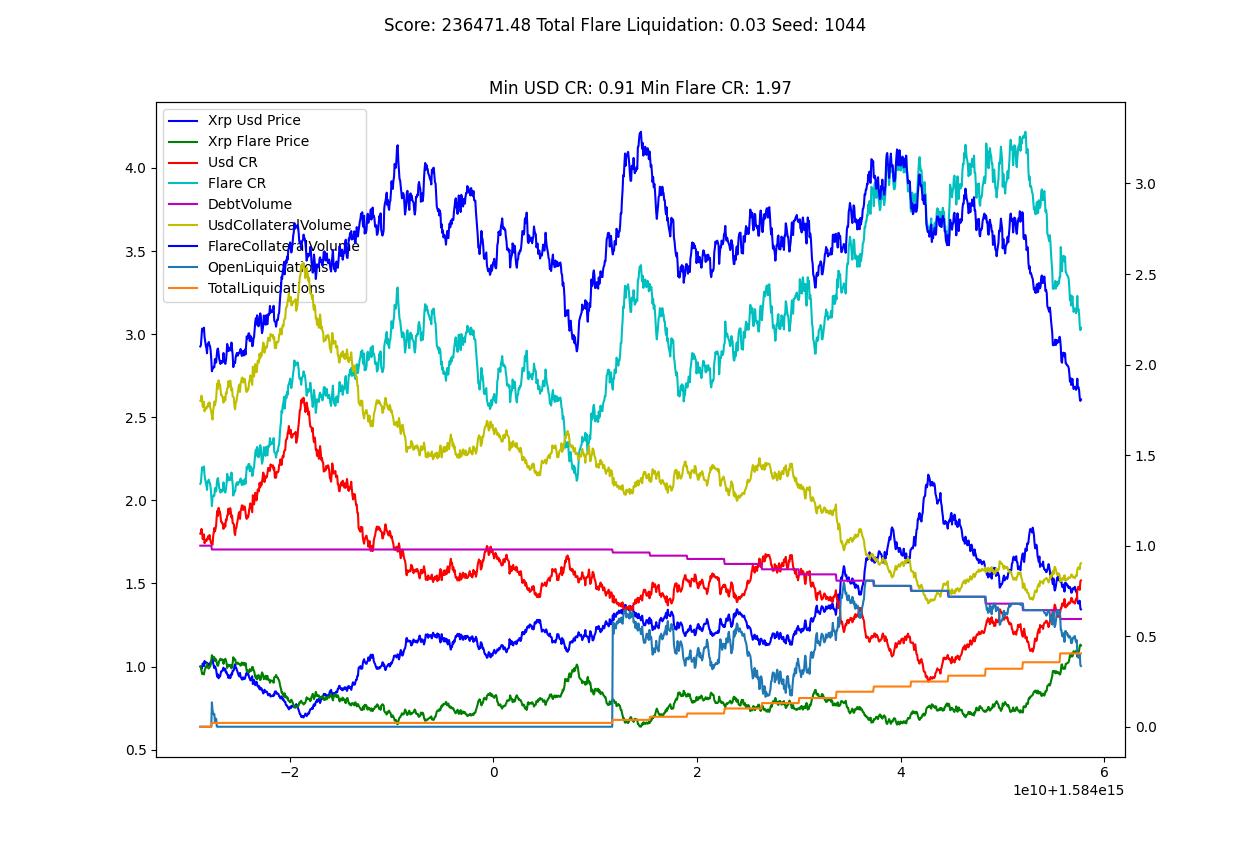 Score: 236471.48 Total Flare Liquidation: 0.03 Seed: 1044
Min USD CR: 0.91 Min Flare CR: 1.97
Xrp Usd Price
Xrp Flare Price
Usd CR
Flare CR
DebtVolume
UsdCollateralVolume
FlareCollateralVolume
OpenLiquidations
TotalLiquidations
4.0
3.5
3.0
2.5
2.0
1.5
1.0
0.5
3.0
2.5
2.0
1.5
1.0
0.5
0.0
−2 0 2 4 6
1e10+1.584e15